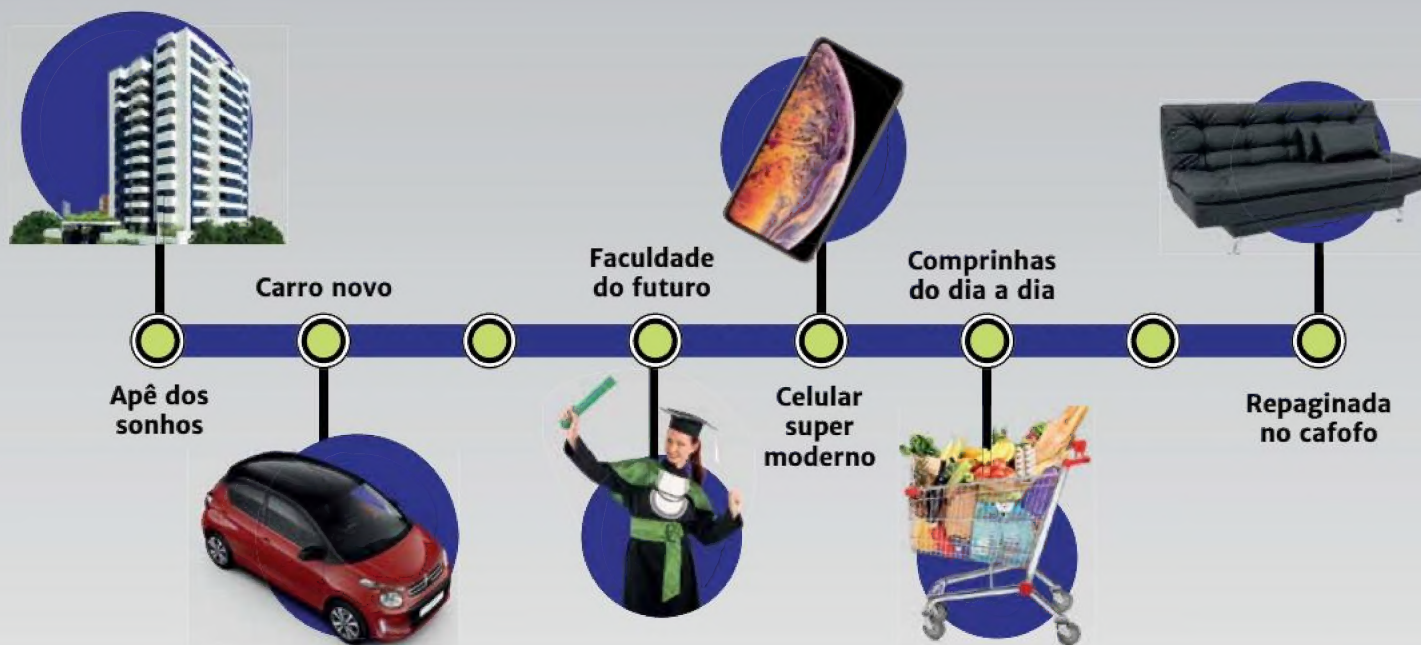 Apê dos
sonhos
Carro novo
Faculdade
do futuro
Celular
super
moderno
Comprinhas
do dia a dia
Repaginada
no cafofo